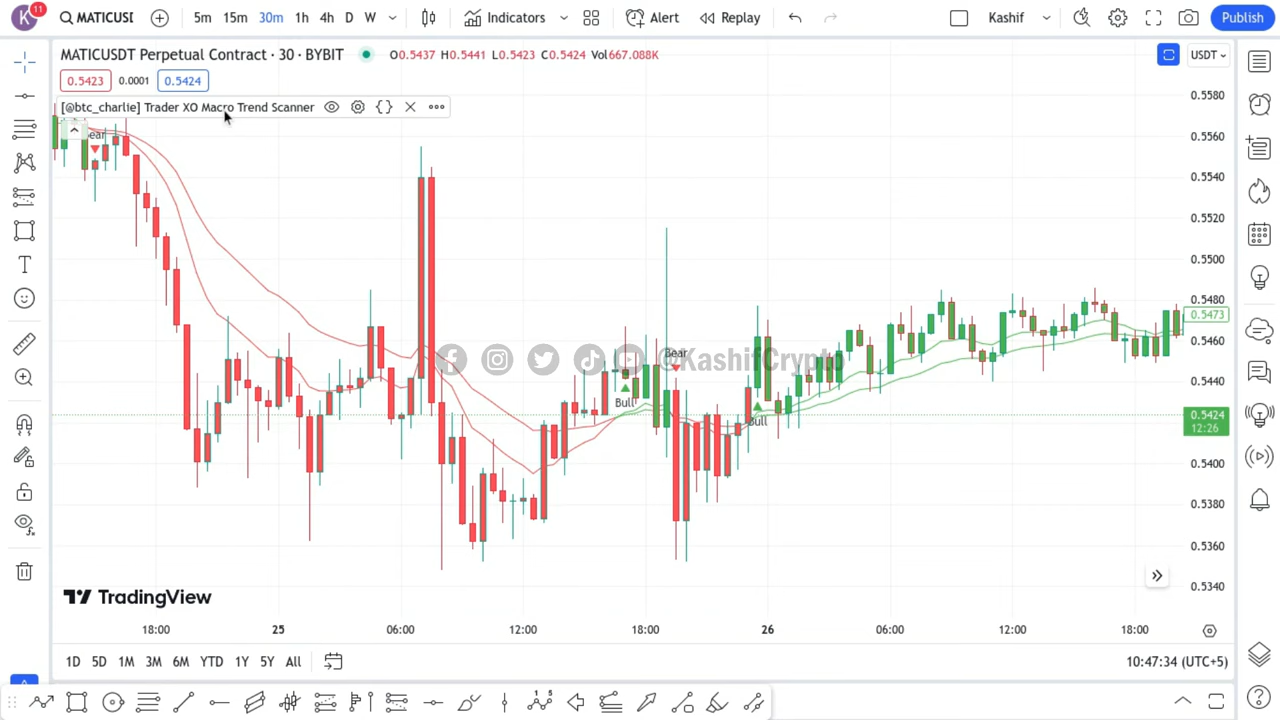 K
11
MATICUSI
5m 15m 30m 1h 4h D W
Indicators
Alert
Replay
Kashif
Publish
MATICUSDT Perpetual Contract · 30 · BYBIT
O0.5437 H0.5441 L0.5423 C0.5424 Vol667.088K
USDT
0.5423 0.0001 0.5424
[@btc_charlie] Trader XO Macro Trend Scanner
Bear
Bull
Bear
Bull
@KashifCrypto
0.5580
0.5560
0.5540
0.5520
0.5500
0.5480
0.5473
0.5460
0.5440
0.5424
12:26
0.5400
0.5380
0.5360
0.5340
TradingView
18:00 25 06:00 12:00 18:00 26 06:00 12:00 18:00
1D 5D 1M 3M 6M YTD 1Y 5Y All
10:47:34 (UTC+5)